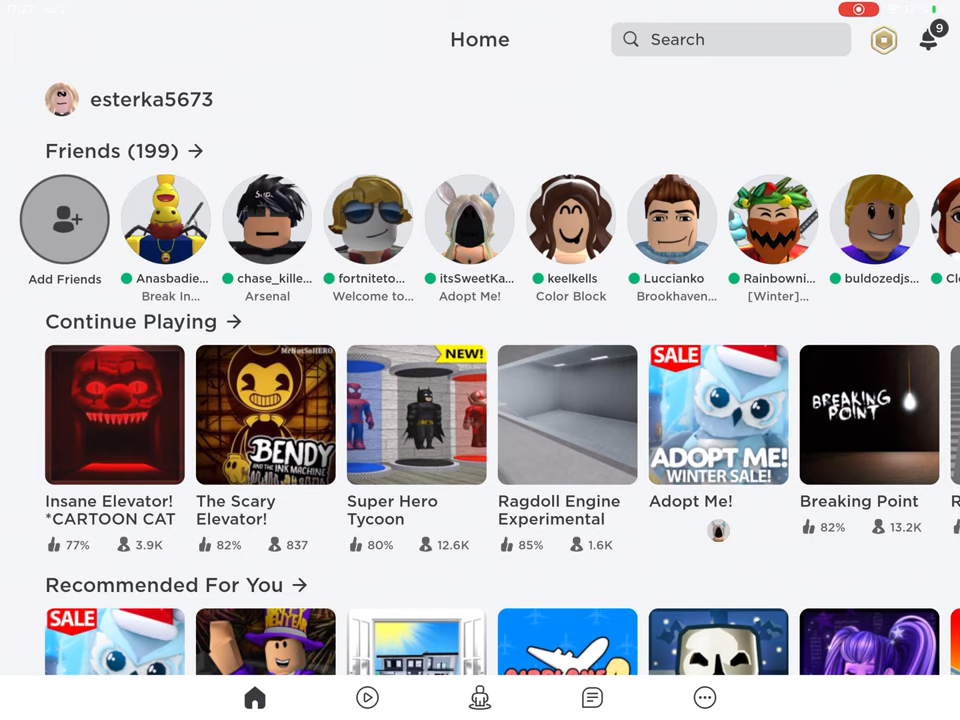 17:27
Home
Search
9
esterka5673
Friends (199) →
Add Friends
Anasbadie...
Break In...
chase_kille...
Arsenal
fortniteto...
Welcome to...
itsSweetKa...
Adopt Me!
keelkells
Color Block
Luccianko
Brookhaven...
Rainbowni...
[Winter]...
buldozedjs...
Cl
Continue Playing →
MrNotSoHERO
BENDY
AND THE INK MACHINE
NEW!
SALE
ADOPT ME!
WINTER SALE!
BREAKING
POINT
Insane Elevator!
*CARTOON CAT
77% 3.9K
The Scary
Elevator!
82% 837
Super Hero
Tycoon
80% 12.6K
Ragdoll Engine
Experimental
85% 1.6K
Adopt Me!
Breaking Point
82% 13.2K
Recommended For You →
SALE